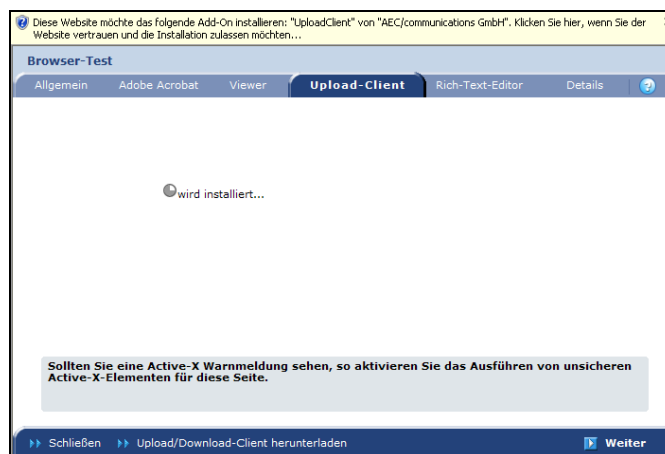 Diese Website möchte das folgende Add-On installieren: "UploadClient" von "AEC/communications GmbH". Klicken Sie hier, wenn Sie der
Website vertrauen und die Installation zulassen möchten...
Browser-Test
Allgemein Adobe Acrobat Viewer Upload-Client Rich-Text-Editor Details ?
wird installiert...
Sollten Sie eine Active-X Warnmeldung sehen, so aktivieren Sie das Ausführen von unsicheren
Active-X-Elementen für diese Seite.
Schließen Upload/Download-Client herunterladen Weiter